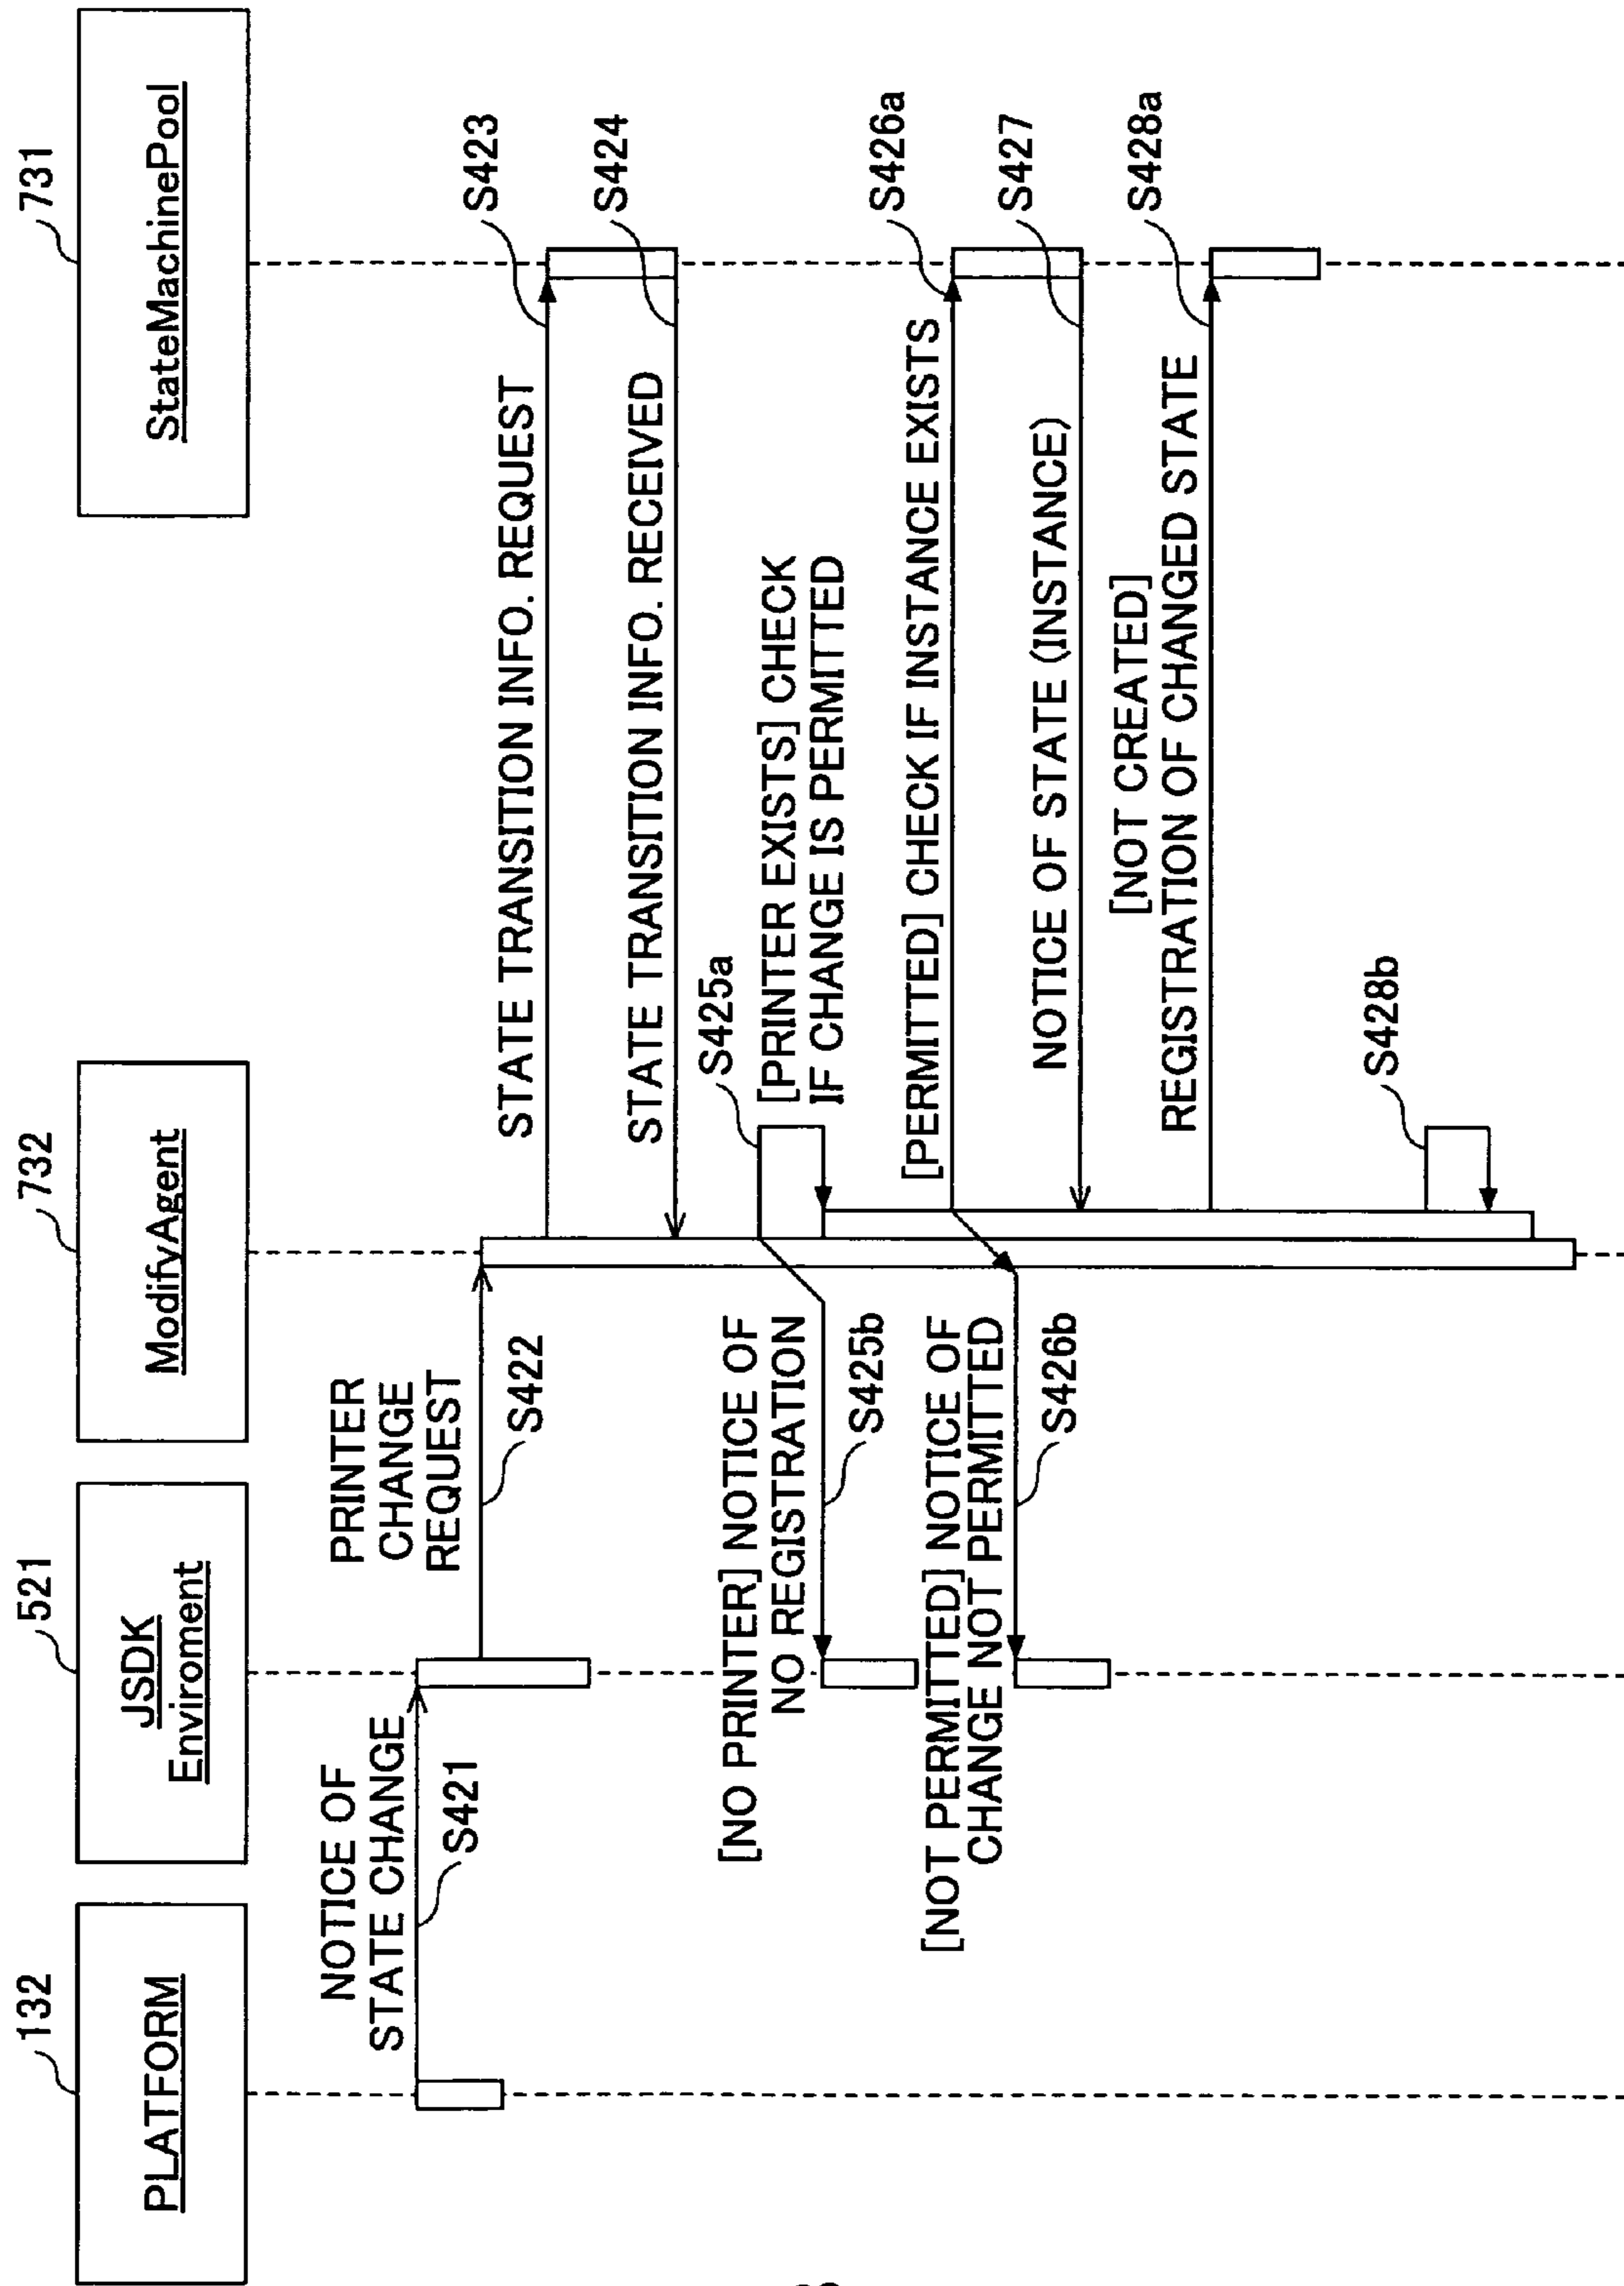 132
PLATFORM
521
JSDK
Enviroment
732
ModifyAgent
731
StateMachinePool
NOTICE OF
STATE CHANGE
S421
PRINTER
CHANGE
REQUEST
S422
STATE TRANSITION INFO. REQUEST
S423
STATE TRANSITION INFO. RECEIVED
S424
S425a
[PRINTER EXISTS] CHECK
IF CHANGE IS PERMITTED
[NO PRINTER] NOTICE OF
NO REGISTRATION
S425b
[PERMITTED] CHECK IF INSTANCE EXISTS
S426a
[NOT PERMITTED] NOTICE OF
CHANGE NOT PERMITTED
S426b
NOTICE OF STATE (INSTANCE)
S427
[NOT CREATED]
REGISTRATION OF CHANGED STATE
S428a
S428b